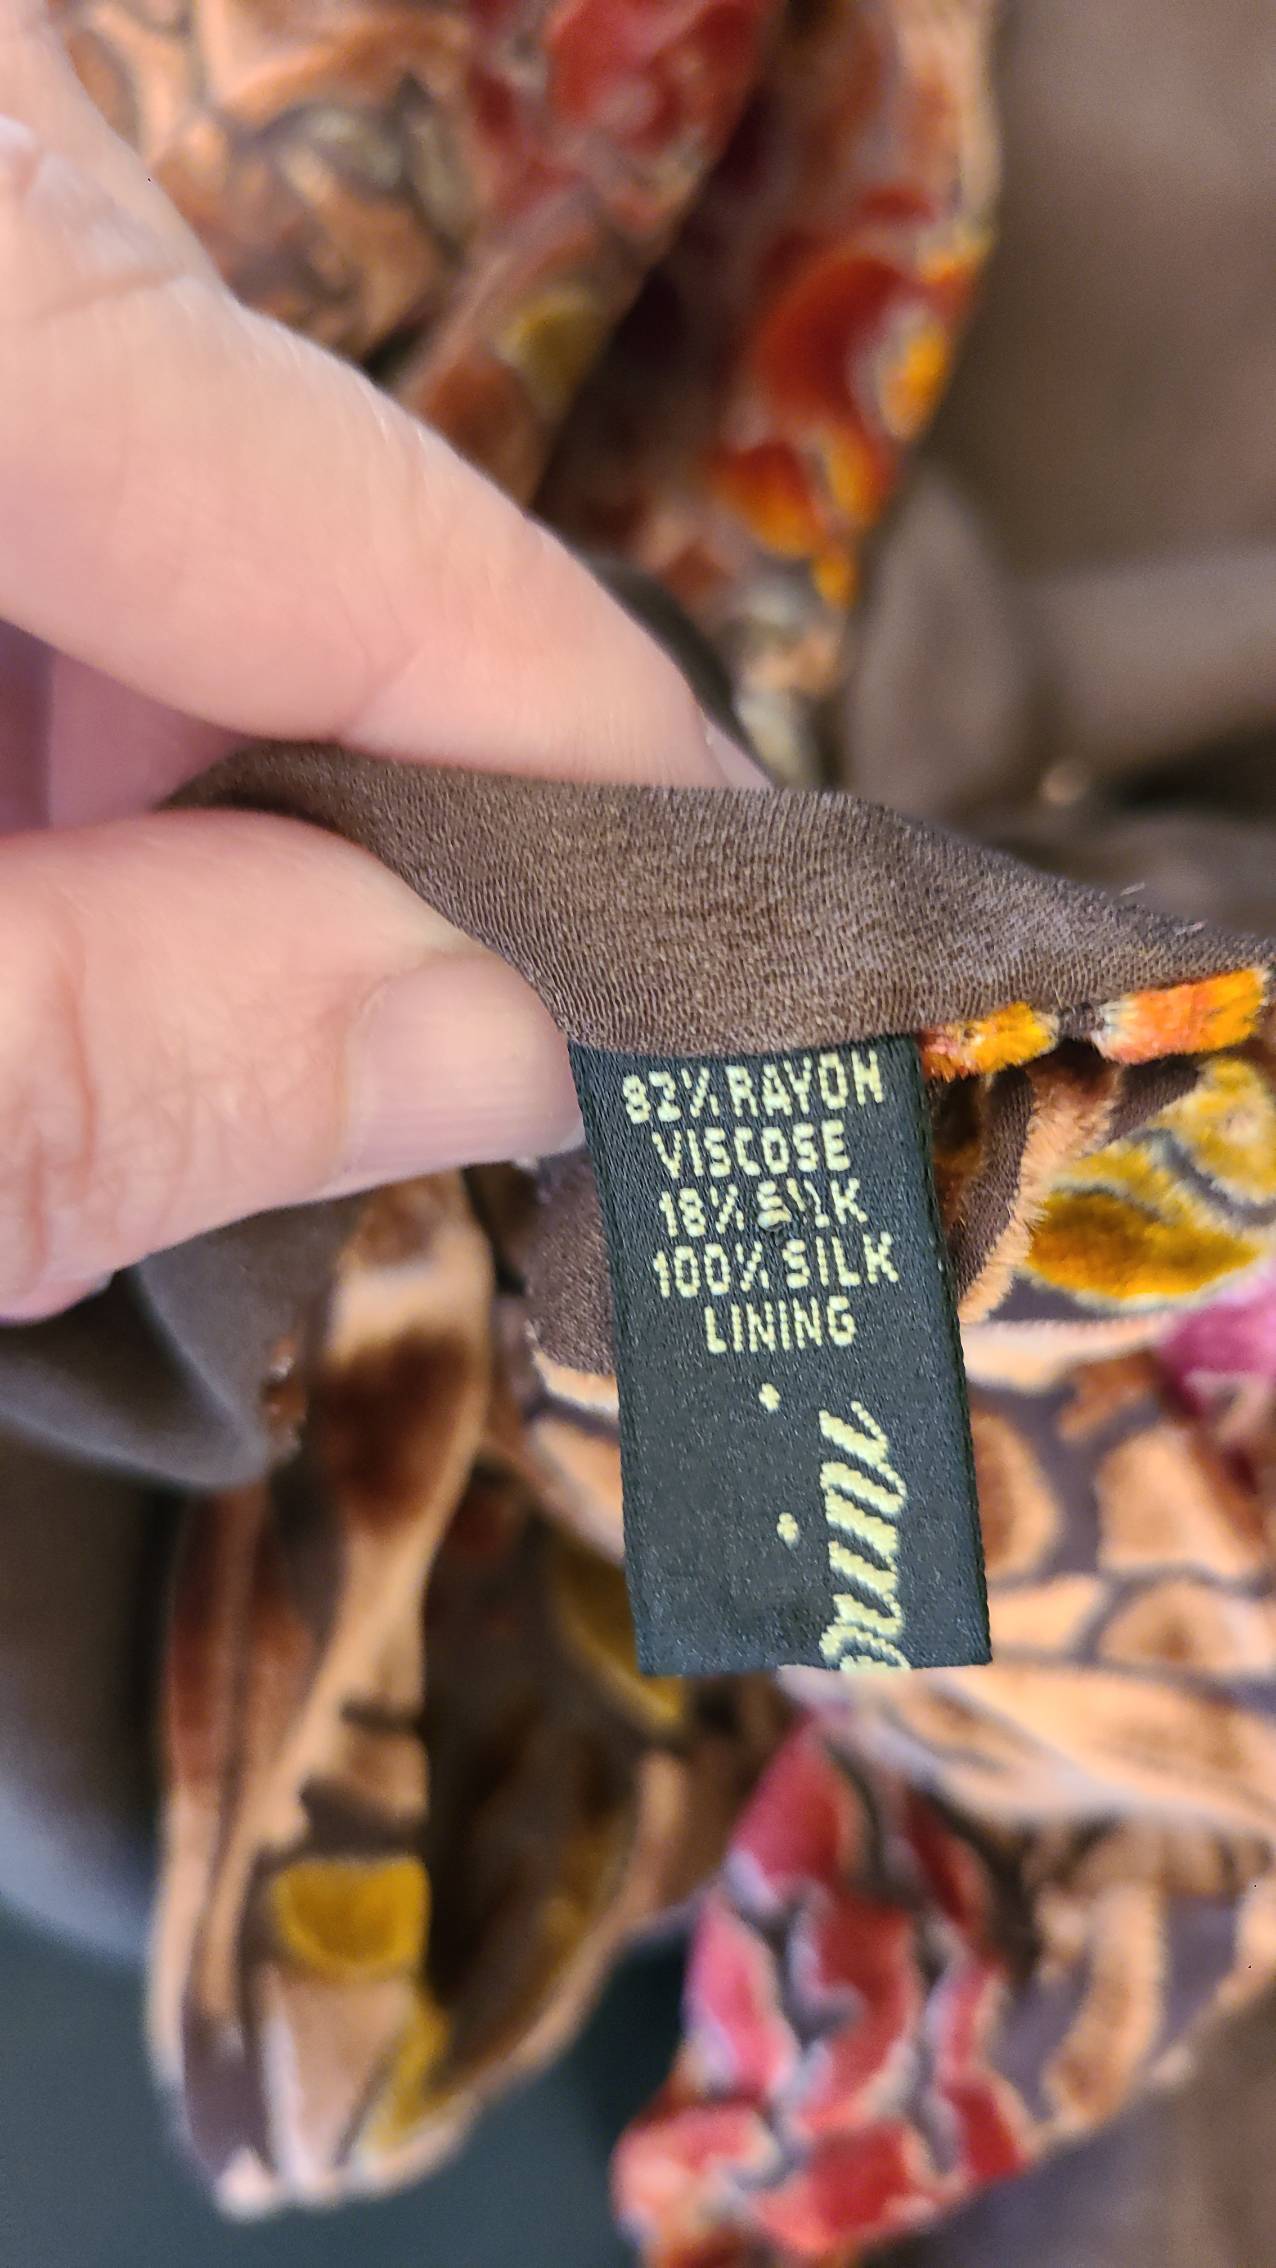 82% RAYON
VISCOSE
18% SILK
100% SILK
LINING